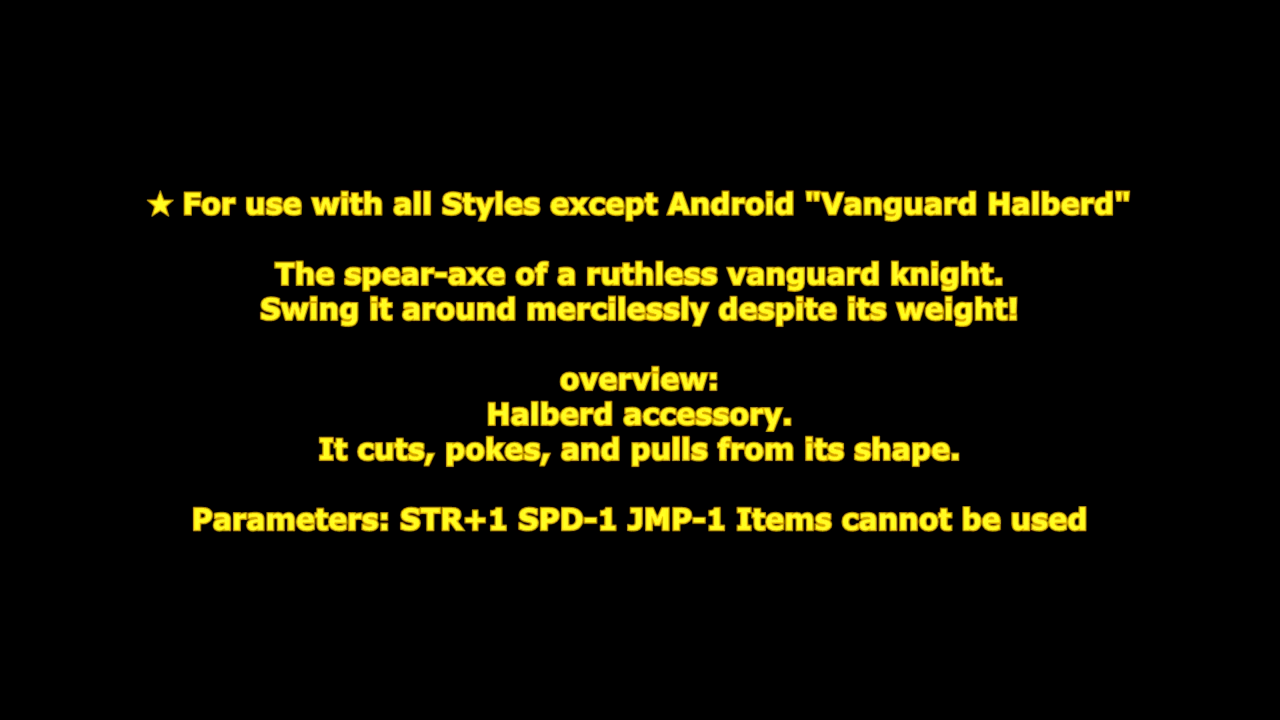 ★ For use with all Styles except Android "Vanguard Halberd"
The spear-axe of a ruthless vanguard knight.
Swing it around mercilessly despite its weight!
overview:
Halberd accessory.
It cuts, pokes, and pulls from its shape.
Parameters: STR+1 SPD-1 JMP-1 Items cannot be used